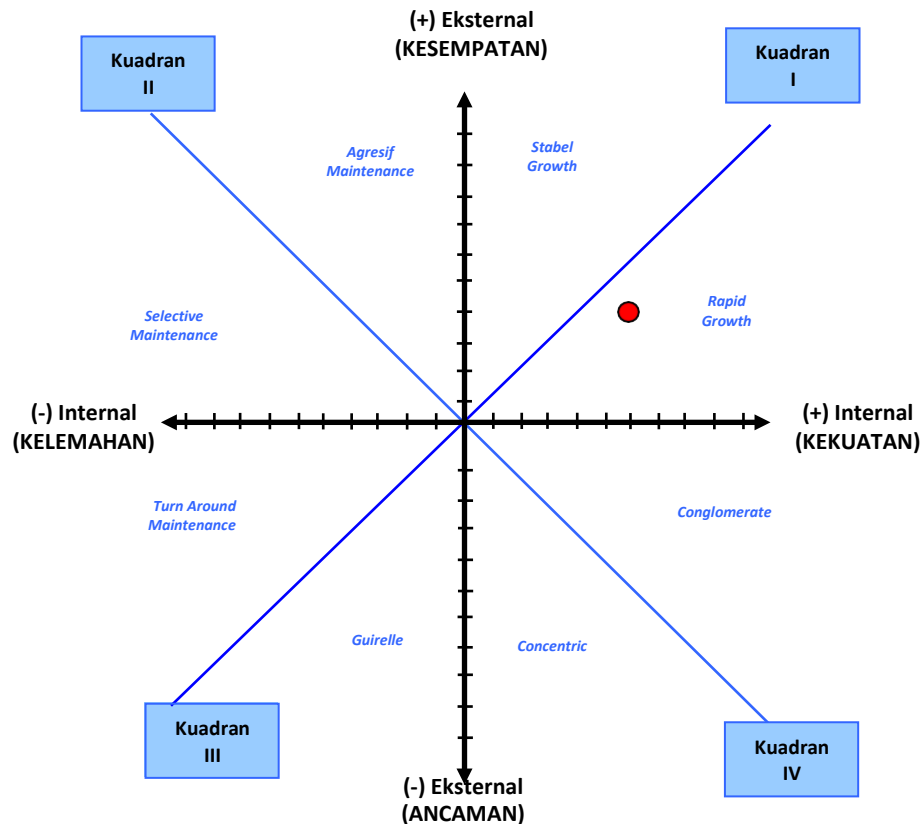 (+) Eksternal
(KESEMPATAN)
Kuadran
II
Kuadran
I
Agresif
Maintenance
Stabel
Growth
Selective
Maintenance
Rapid
Growth
(-) Internal
(KELEMAHAN)
(+) Internal
(KEKUATAN)
Turn Around
Maintenance
Conglomerate
Guirelle
Concentric
Kuadran
III
Kuadran
IV
(-) Eksternal
(ANCAMAN)